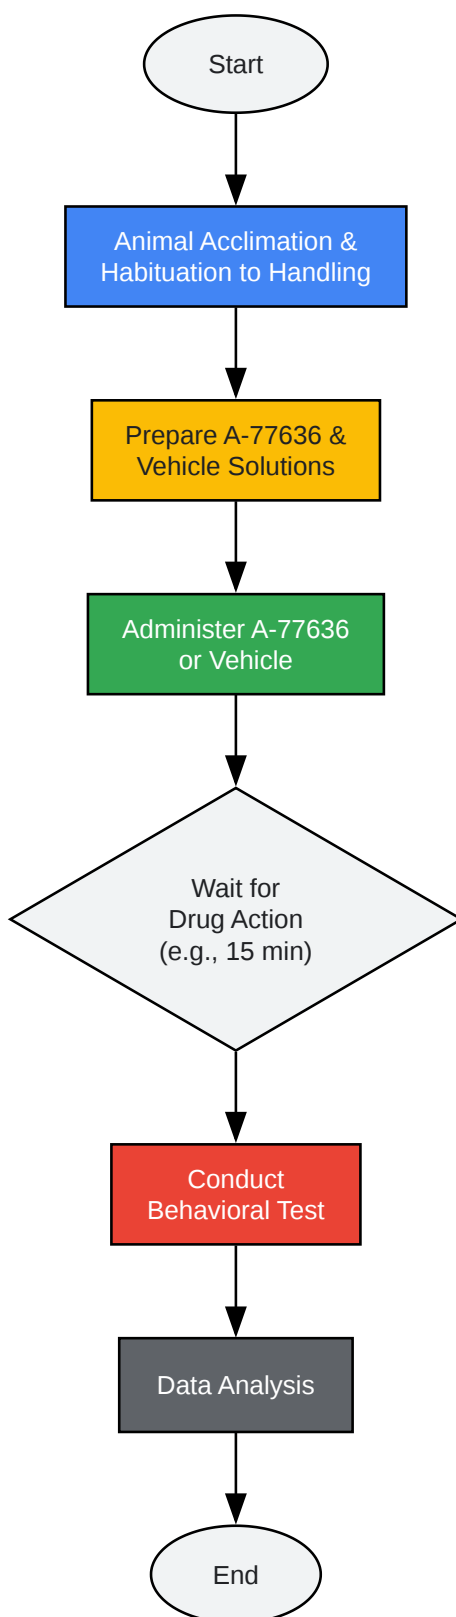 Start
Animal Acclimation &
Habituation to Handling
Prepare A-77636 &
Vehicle Solutions
Administer A-77636
or Vehicle
Wait for
Drug Action
(e.g., 15 min)
Conduct
Behavioral Test
Data Analysis
End